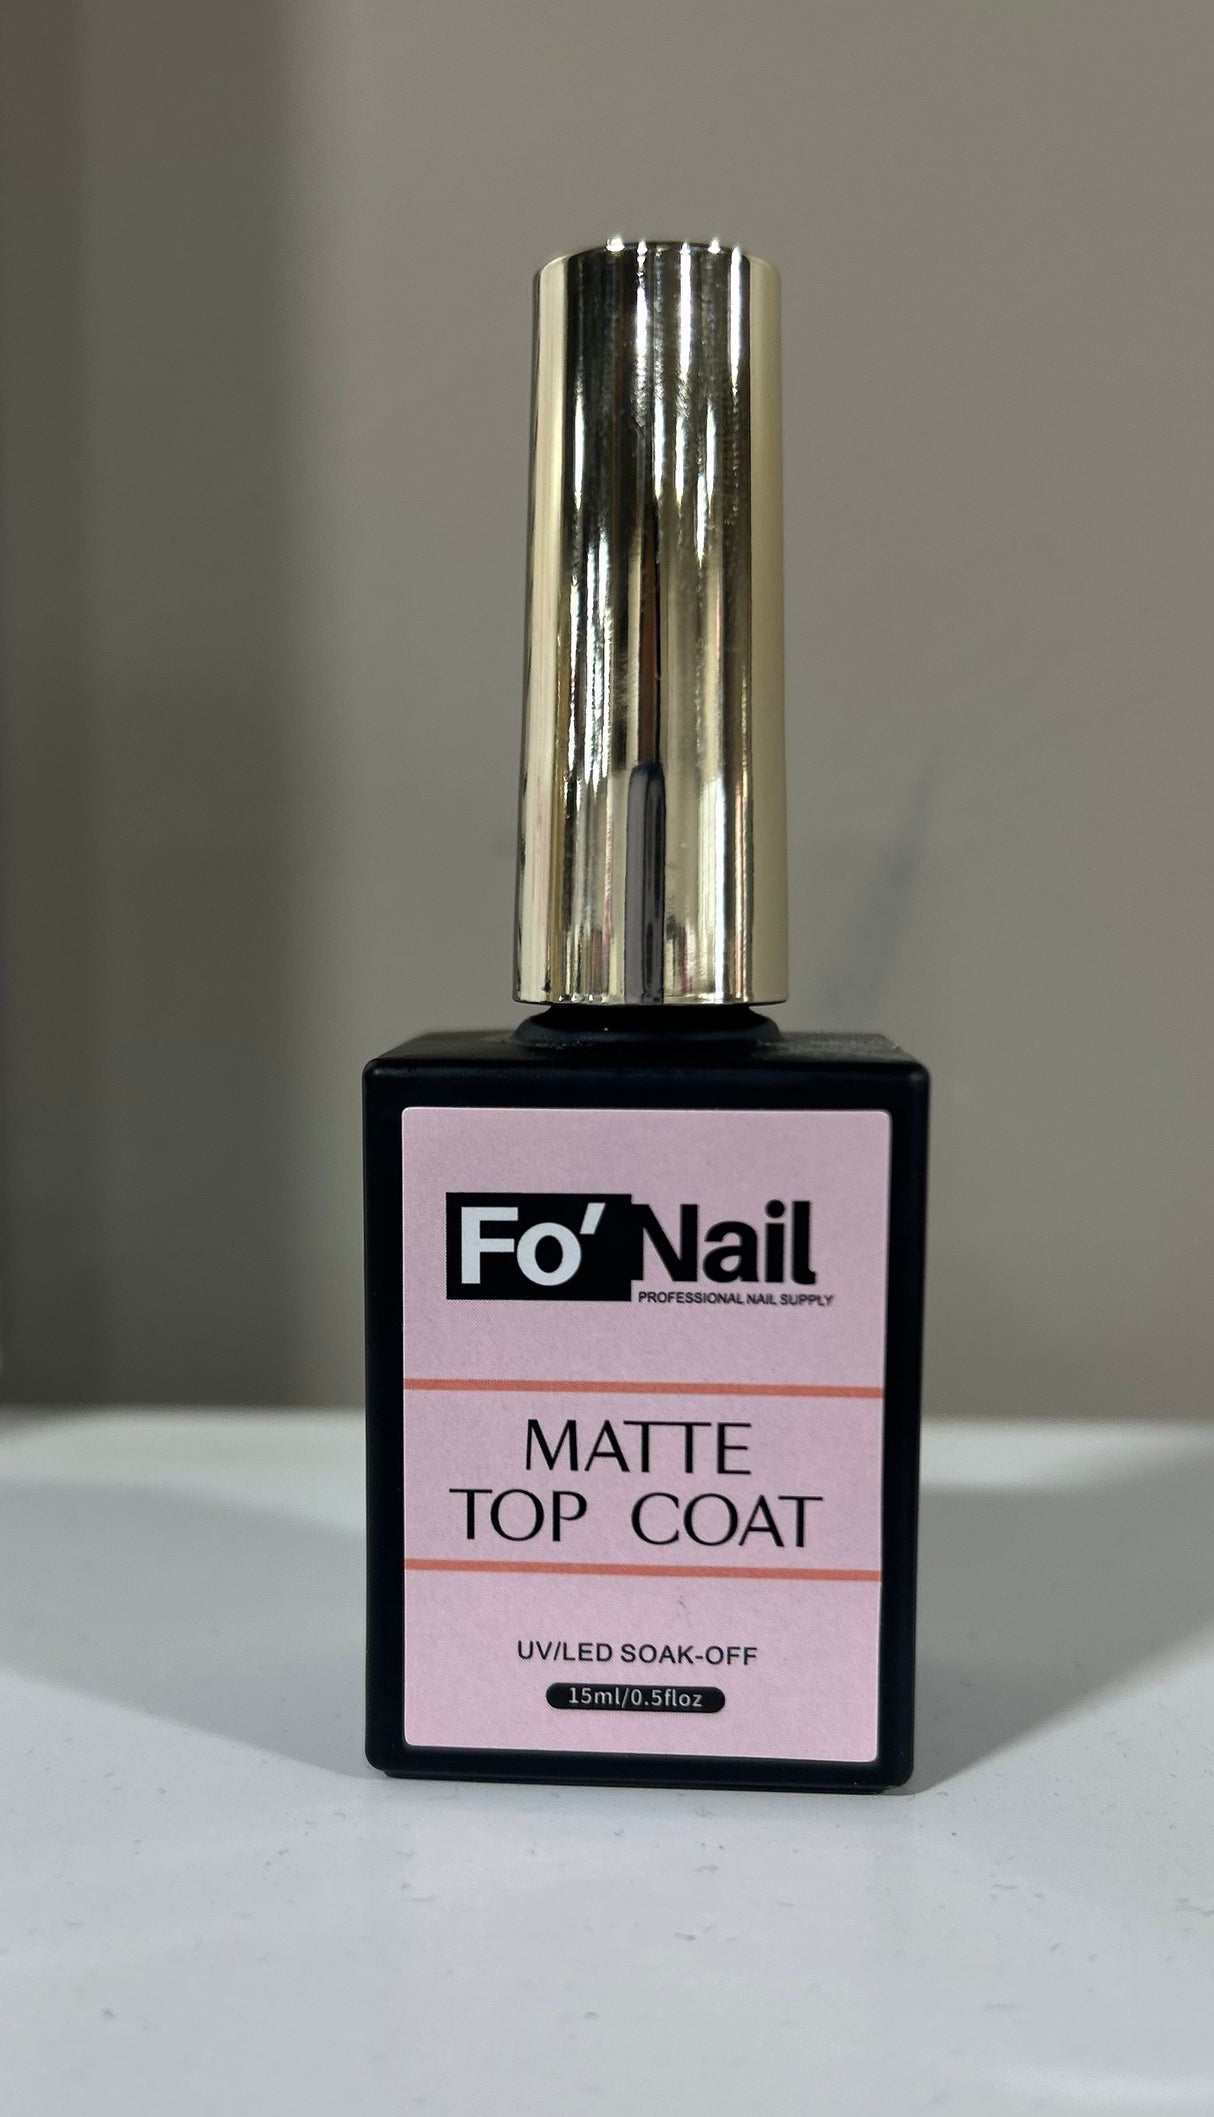 Fo' Nail
PROFESSIONAL NAIL SUPPLY
MATTE
TOP COAT
UV/LED SOAK-OFF
15ml/0.5floz